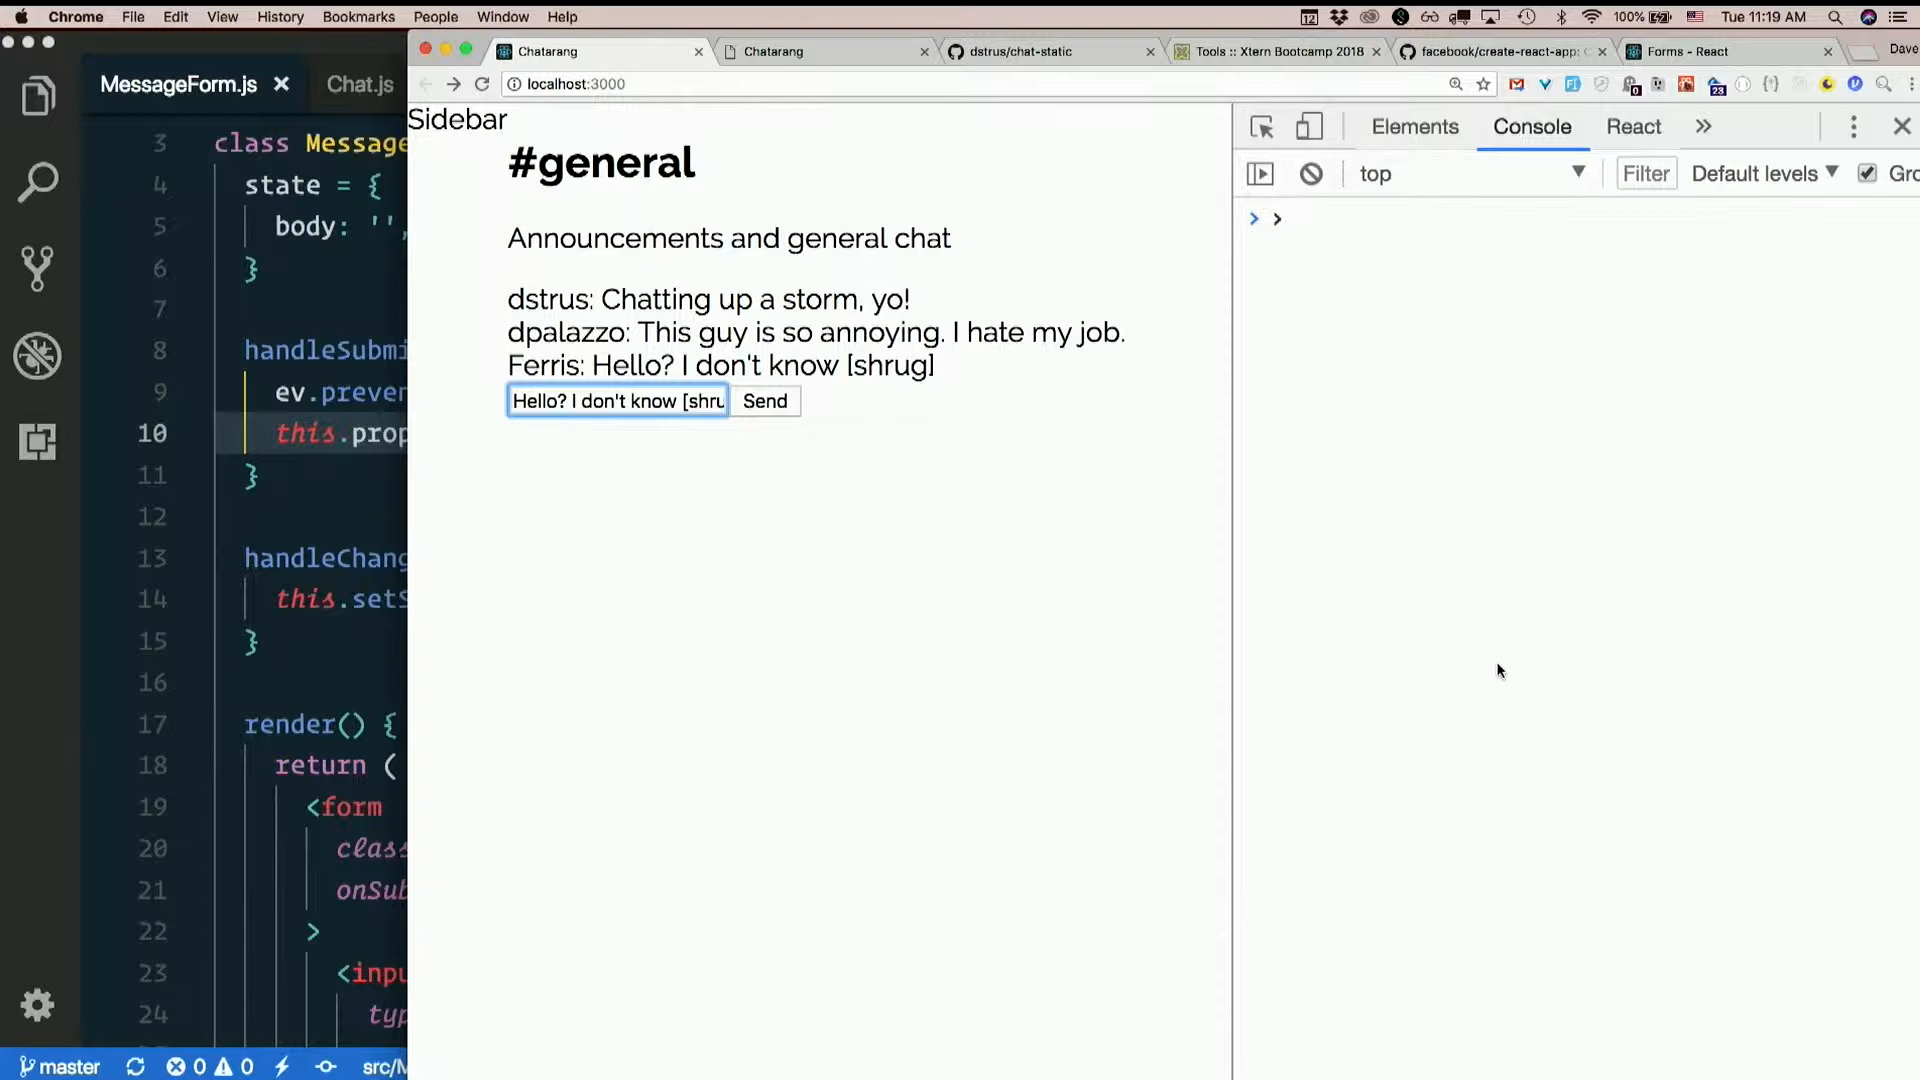 Chrome File Edit View History Bookmarks People Window Help
12 100% Tue 11:19 AM
Chatarang
Chatarang
dstrus/chat-static
Tools :: Xtern Bootcamp 2018
facebook/create-react-app: C
Forms - React
Dave
MessageForm.js
Chat.js
localhost:3000
0
23
3 class Message
4 state = {
5 body: '',
6 }
7
8 handleSubmi
9 ev.preven
10 this.prop
11 }
12
13 handleChang
14 this.setS
15 }
16
17 render() {
18 return (
19 <form
20 class
21 onSub
22 >
23 <inpu
24 typ
master 0 0 src/M
Sidebar
#general
Announcements and general chat
dstrus: Chatting up a storm, yo!
dpalazzo: This guy is so annoying. I hate my job.
Ferris: Hello? I don't know [shrug]
Hello? I don't know [shru
Send
Elements Console React »
top Filter Default levels Gro
> >